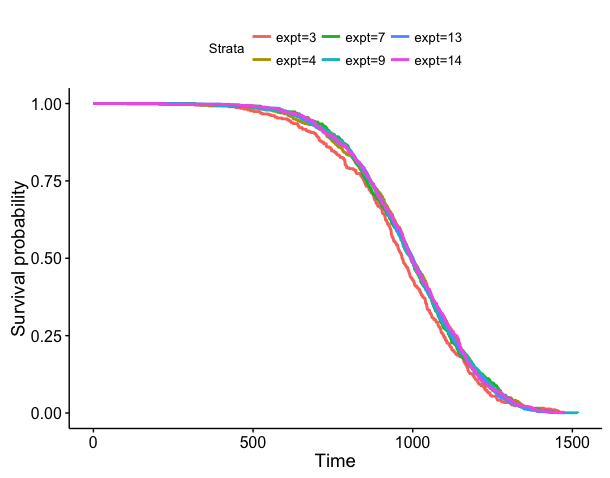 Strata
expt=3 expt=7 expt=13
expt=4 expt=9 expt=14
Survival probability
1.00
0.75
0.50
0.25
0.00
0 500 1000 1500
Time